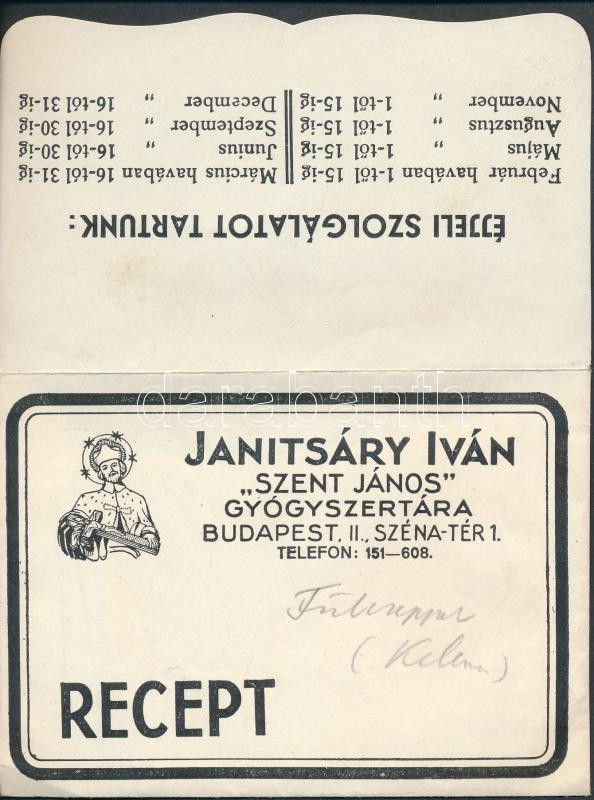 ÉJJELI SZOLGÁLATOT TARTUNK:
Február havában 1-től 15-ig Március havában 16-tól 31-ig
Május „ 1-től 15-ig Junius „ 16-tól 30-ig
Augusztus „ 1-től 15-ig Szeptember „ 16-tól 30-ig
November „ 1-től 15-ig December „ 16-tól 31-ig
darabanth
JANITSÁRY IVÁN
„SZENT JÁNOS”
GYÓGYSZERTÁRA
BUDAPEST, II., SZÉNA-TÉR 1.
TELEFON: 151—608.
RECEPT